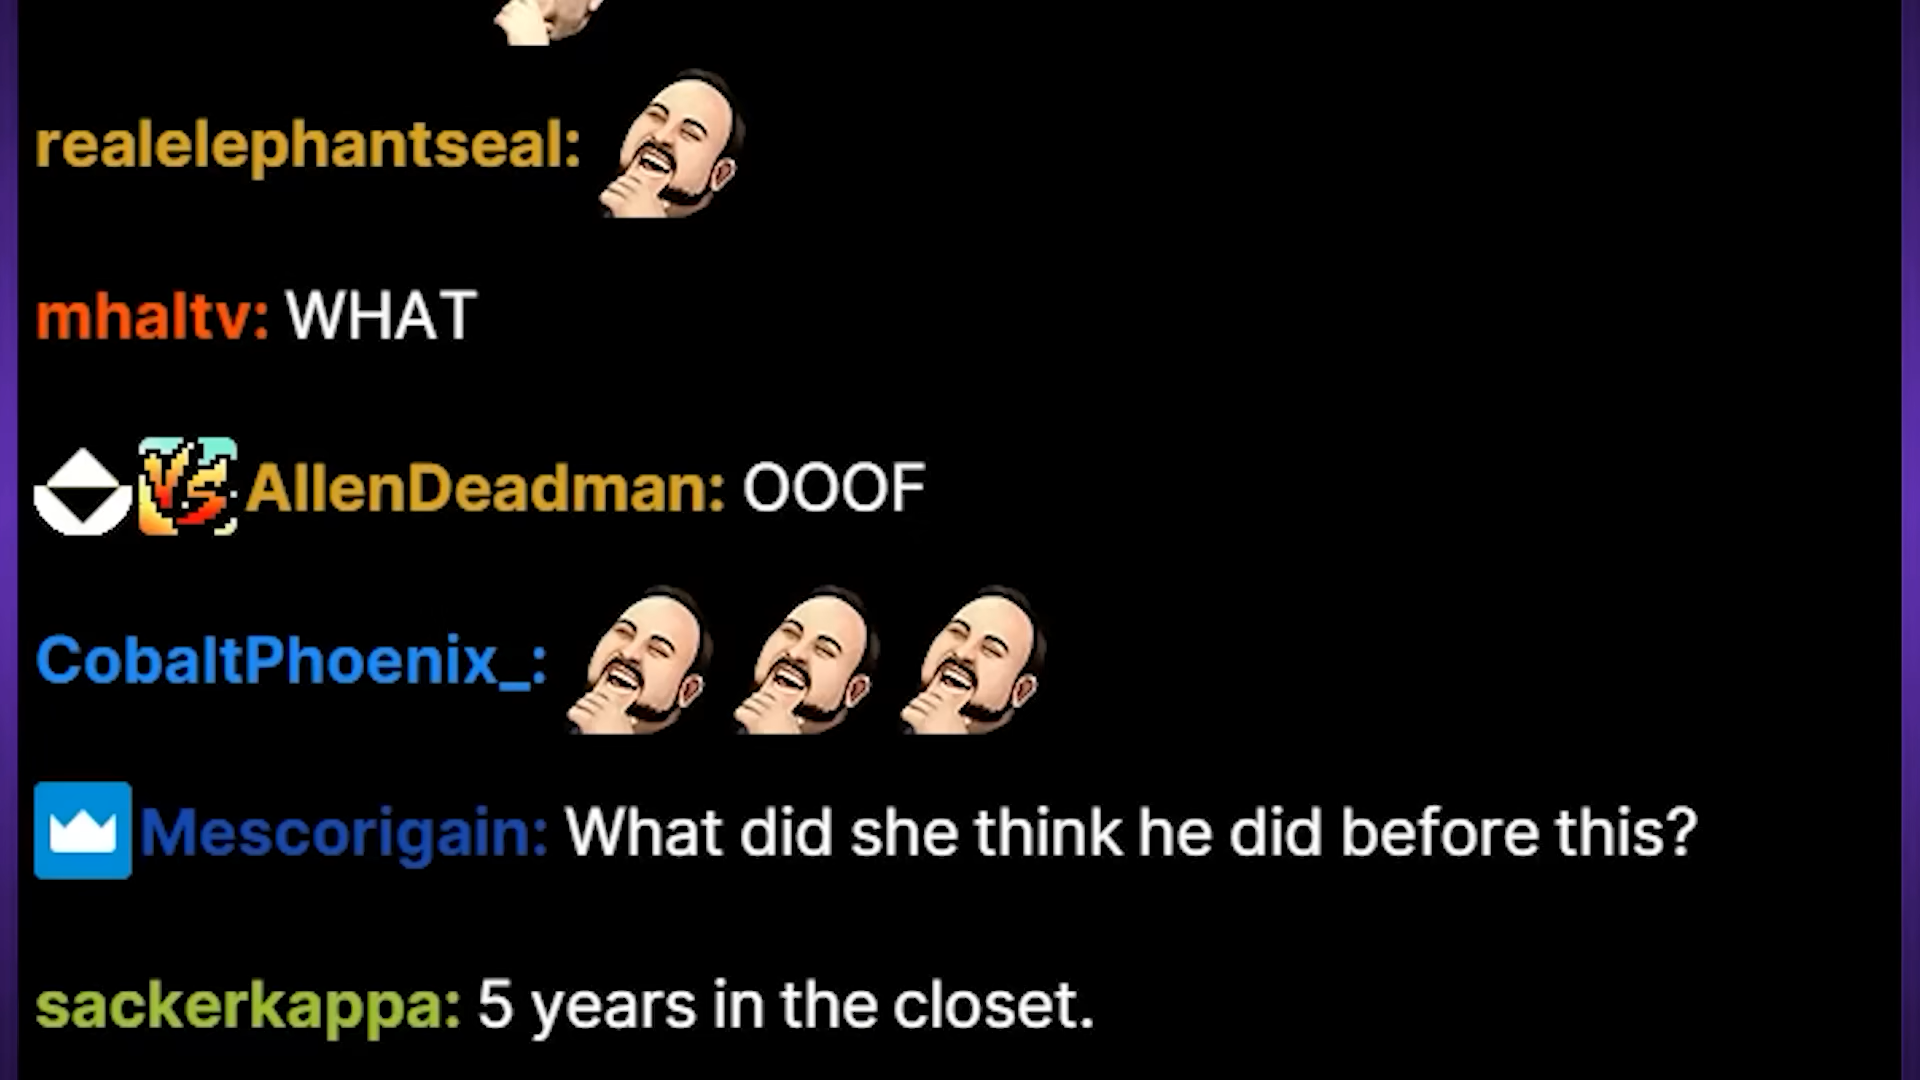 realelephantseal:
mhaltv: WHAT
VS AllenDeadman: OOOF
CobaltPhoenix_:
Mescorigain: What did she think he did before this?
sackerkappa: 5 years in the closet.